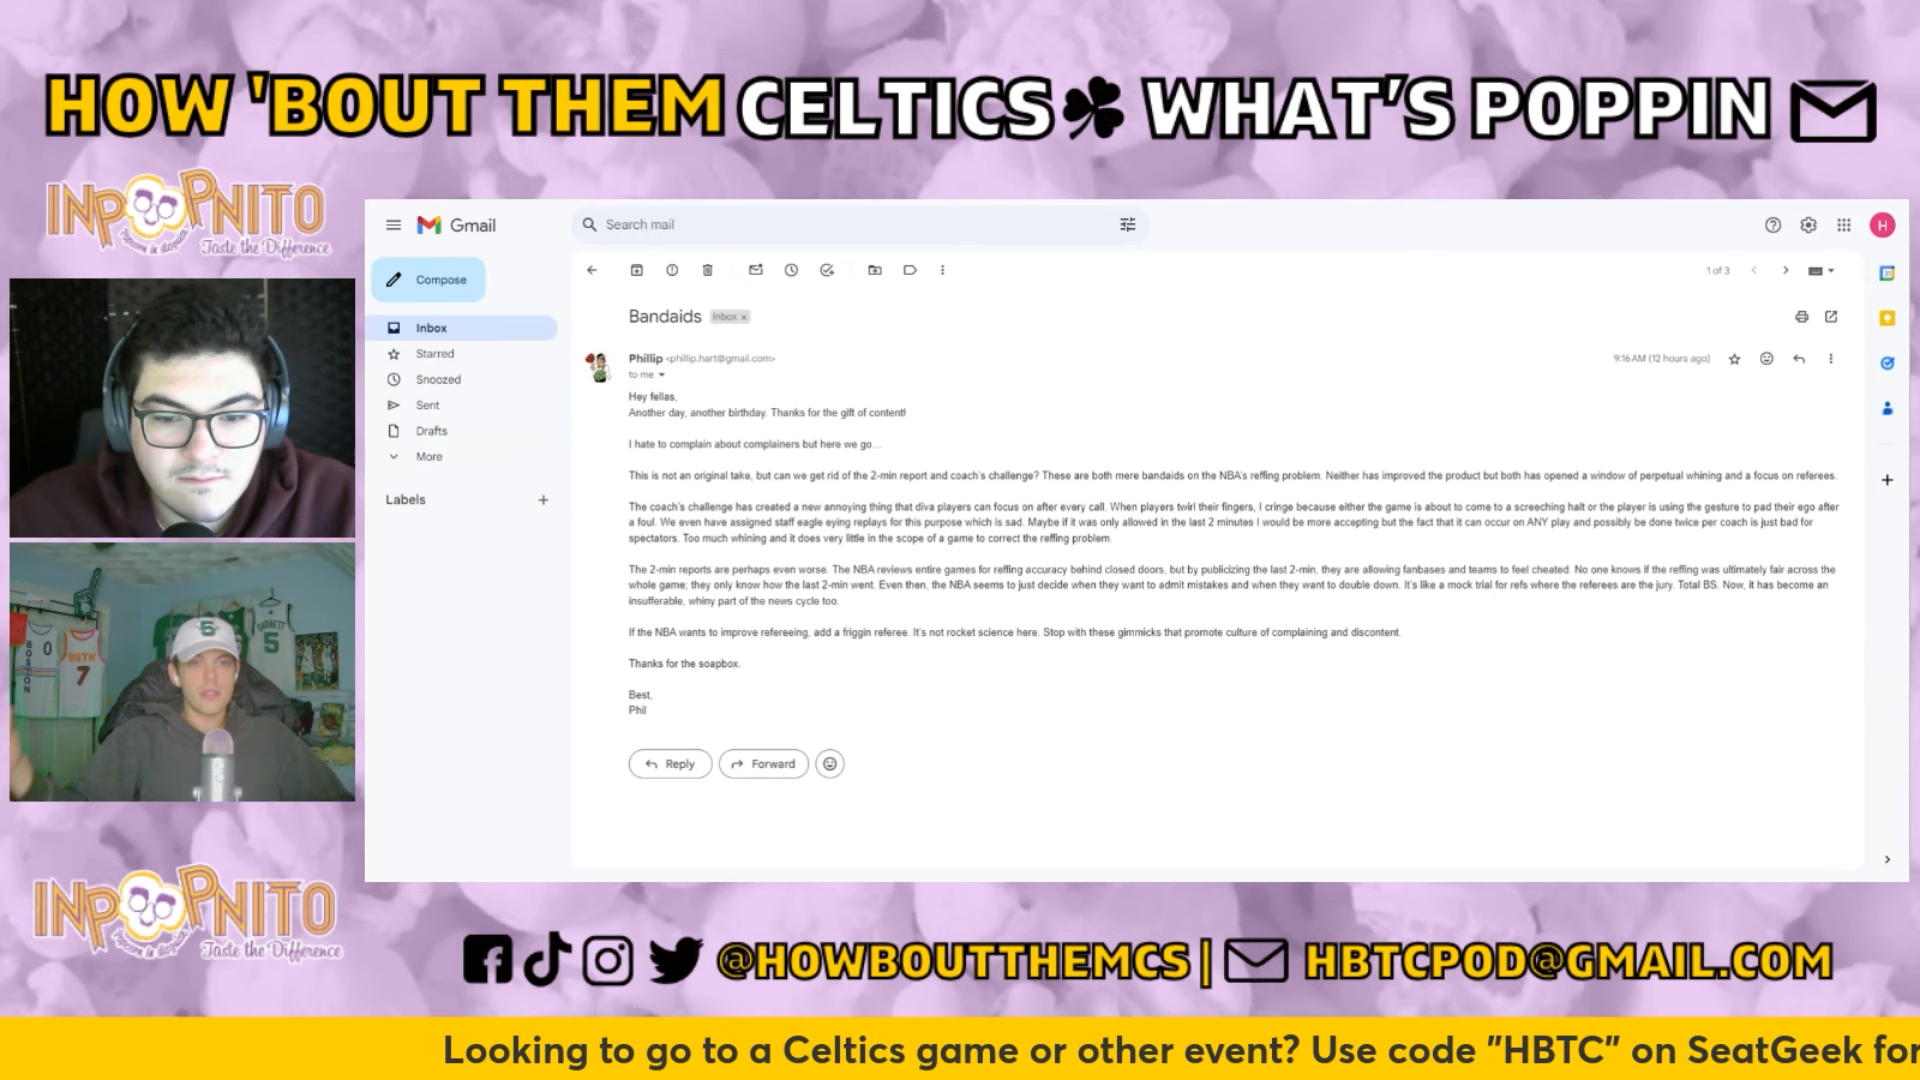 HOW 'BOUT THEM CELTICS WHAT'S POPPIN
INPOPNITO
Popcorn in disguise
Taste the Difference
Gmail
Search mail
H
Compose
1 of 3
Inbox
Starred
Snoozed
Sent
Drafts
More
Labels
Bandaids Inbox x
Phillip <phillip.hart@gmail.com>
9:16 AM (12 hours ago)
to me
Hey fellas,
Another day, another birthday. Thanks for the gift of content!
I hate to complain about complainers but here we go...
This is not an original take, but can we get rid of the 2-min report and coach's challenge? These are both mere bandaids on the NBA's reffing problem. Neither has improved the product but both has opened a window of perpetual whining and a focus on referees.
The coach's challenge has created a new annoying thing that diva players can focus on after every call. When players twirl their fingers, I cringe because either the game is about to come to a screeching halt or the player is using the gesture to pad their ego after
a foul. We even have assigned staff eagle eying replays for this purpose which is sad. Maybe if it was only allowed in the last 2 minutes I would be more accepting but the fact that it can occur on ANY play and possibly be done twice per coach is just bad for
spectators. Too much whining and it does very little in the scope of a game to correct the reffing problem.
The 2-min reports are perhaps even worse. The NBA reviews entire games for reffing accuracy behind closed doors, but by publicizing the last 2-min, they are allowing fanbases and teams to feel cheated. No one knows if the reffing was ultimately fair across the
whole game; they only know how the last 2-min went. Even then, the NBA seems to just decide when they want to admit mistakes and when they want to double down. It's like a mock trial for refs where the referees are the jury. Total BS. Now, it has become an
insufferable, whiny part of the news cycle too.
If the NBA wants to improve refereeing, add a friggin referee. It's not rocket science here. Stop with these gimmicks that promote culture of complaining and discontent.
Thanks for the soapbox.
Best,
Phil
Reply
Forward
BOSTON
0
BSTN
7
GARNETT
5
6
INPOPNITO
Taste the Difference
@HOWBOUTTHEMCS | HBTCPOD@GMAIL.COM
Looking to go to a Celtics game or other event? Use code "HBTC" on SeatGeek for